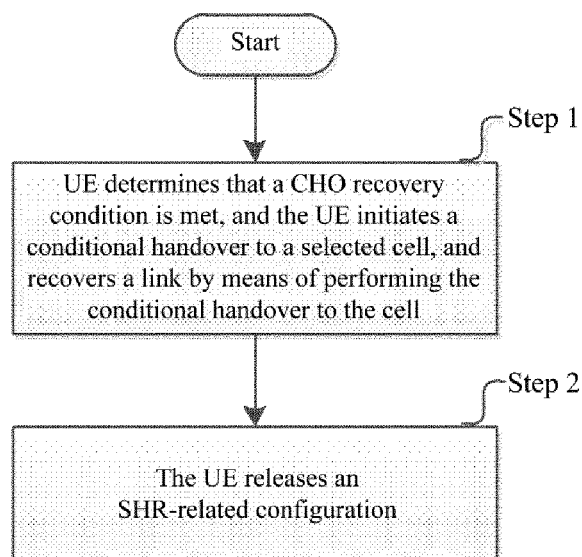 Start
Step 1
UE determines that a CHO recovery
condition is met, and the UE initiates a
conditional handover to a selected cell, and
recovers a link by means of performing the
conditional handover to the cell
Step 2
The UE releases an
SHR-related configuration